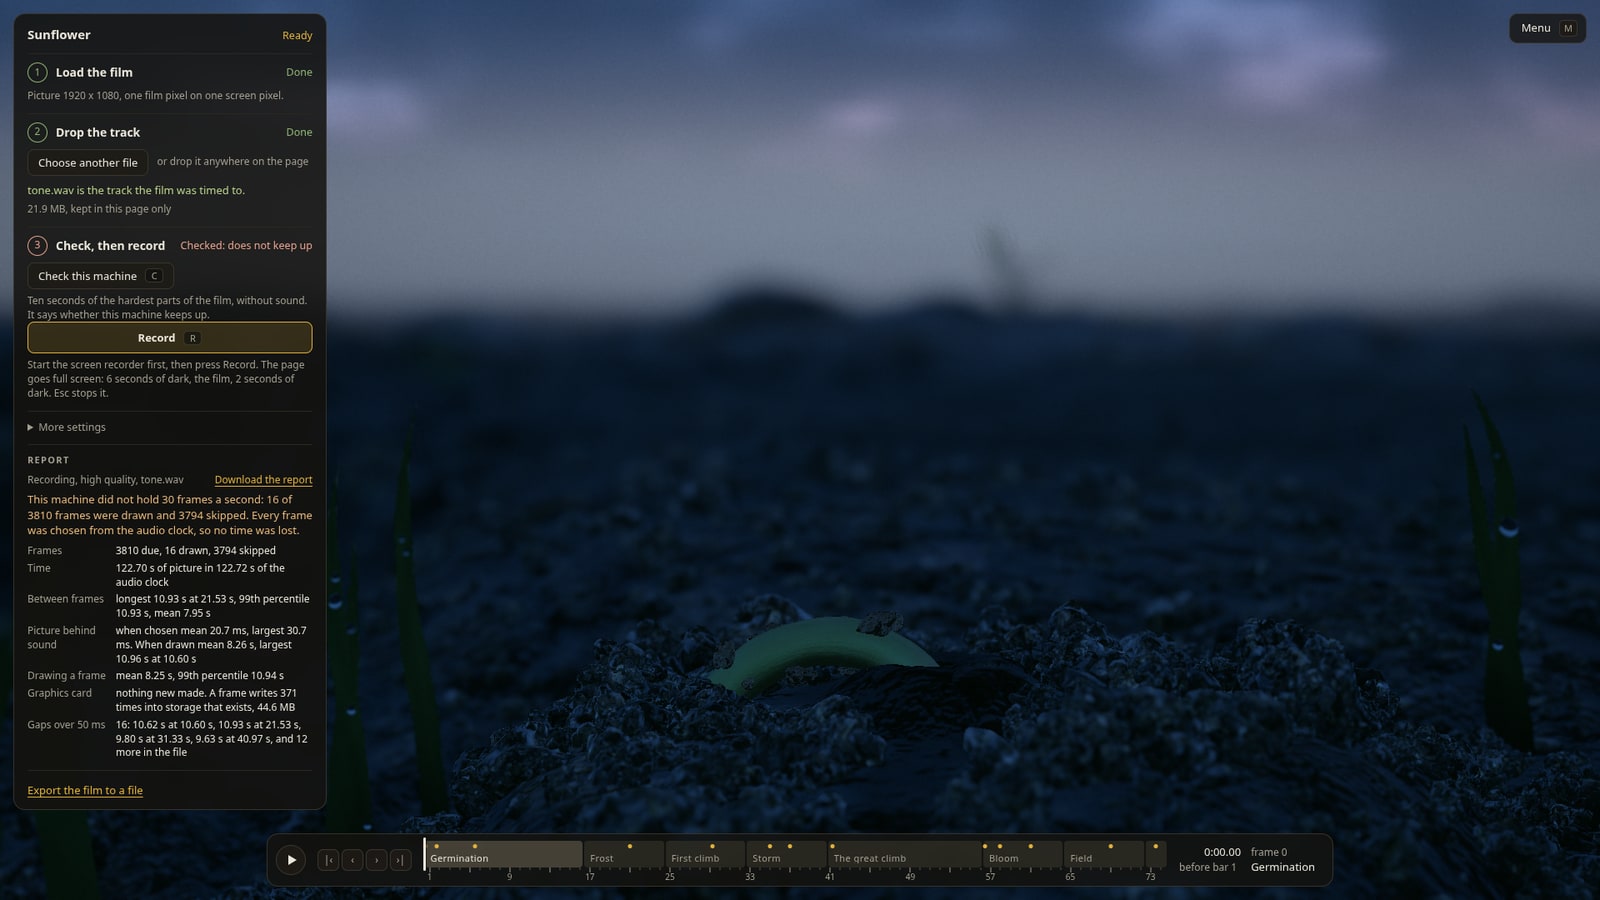 Sunflower
Ready
Menu M
1 Load the film Done
Picture 1920 x 1080, one film pixel on one screen pixel.
2 Drop the track Done
Choose another file or drop it anywhere on the page
tone.wav is the track the film was timed to.
21.9 MB, kept in this page only
3 Check, then record Checked: does not keep up
Check this machine C
Ten seconds of the hardest parts of the film, without sound.
It says whether this machine keeps up.
Record R
Start the screen recorder first, then press Record. The page
goes full screen: 6 seconds of dark, the film, 2 seconds of
dark. Esc stops it.
More settings
REPORT
Recording, high quality, tone.wav Download the report
This machine did not hold 30 frames a second: 16 of
3810 frames were drawn and 3794 skipped. Every frame
was chosen from the audio clock, so no time was lost.
Frames 3810 due, 16 drawn, 3794 skipped
Time 122.70 s of picture in 122.72 s of the
audio clock
Between frames longest 10.93 s at 21.53 s, 99th percentile
10.93 s, mean 7.95 s
Picture behind when chosen mean 20.7 ms, largest 30.7
sound ms. When drawn mean 8.26 s, largest
10.96 s at 10.60 s
Drawing a frame mean 8.25 s, 99th percentile 10.94 s
Graphics card nothing new made. A frame writes 371
times into storage that exists, 44.6 MB
Gaps over 50 ms 16: 10.62 s at 10.60 s, 10.93 s at 21.53 s,
9.80 s at 31.33 s, 9.63 s at 40.97 s, and 12
more in the file
Export the film to a file
Germination Frost First climb Storm The great climb Bloom Field
1 9 17 25 33 41 49 57 65 73
0:00.00 frame 0
before bar 1 Germination